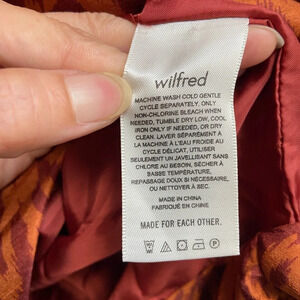 wilfred
MACHINE WASH COLD GENTLE
CYCLE SEPARATELY, ONLY
NON-CHLORINE BLEACH WHEN
NEEDED, TUMBLE DRY LOW, COOL
IRON ONLY IF NEEDED, OR DRY
CLEAN. LAVER SÉPARÉMENT À
LA MACHINE À L'EAU FROIDE AU
CYCLE DÉLICAT, UTILISER
SEULEMENT UN JAVELLISANT SANS
CHLORE AU BESOIN, SÉCHER À
BASSE TEMPÉRATURE,
REPASSAGE DOUX SI NÉCESSAIRE,
OU NETTOYER À SEC.
MADE IN CHINA
FABRIQUÉ EN CHINE
MADE FOR EACH OTHER.